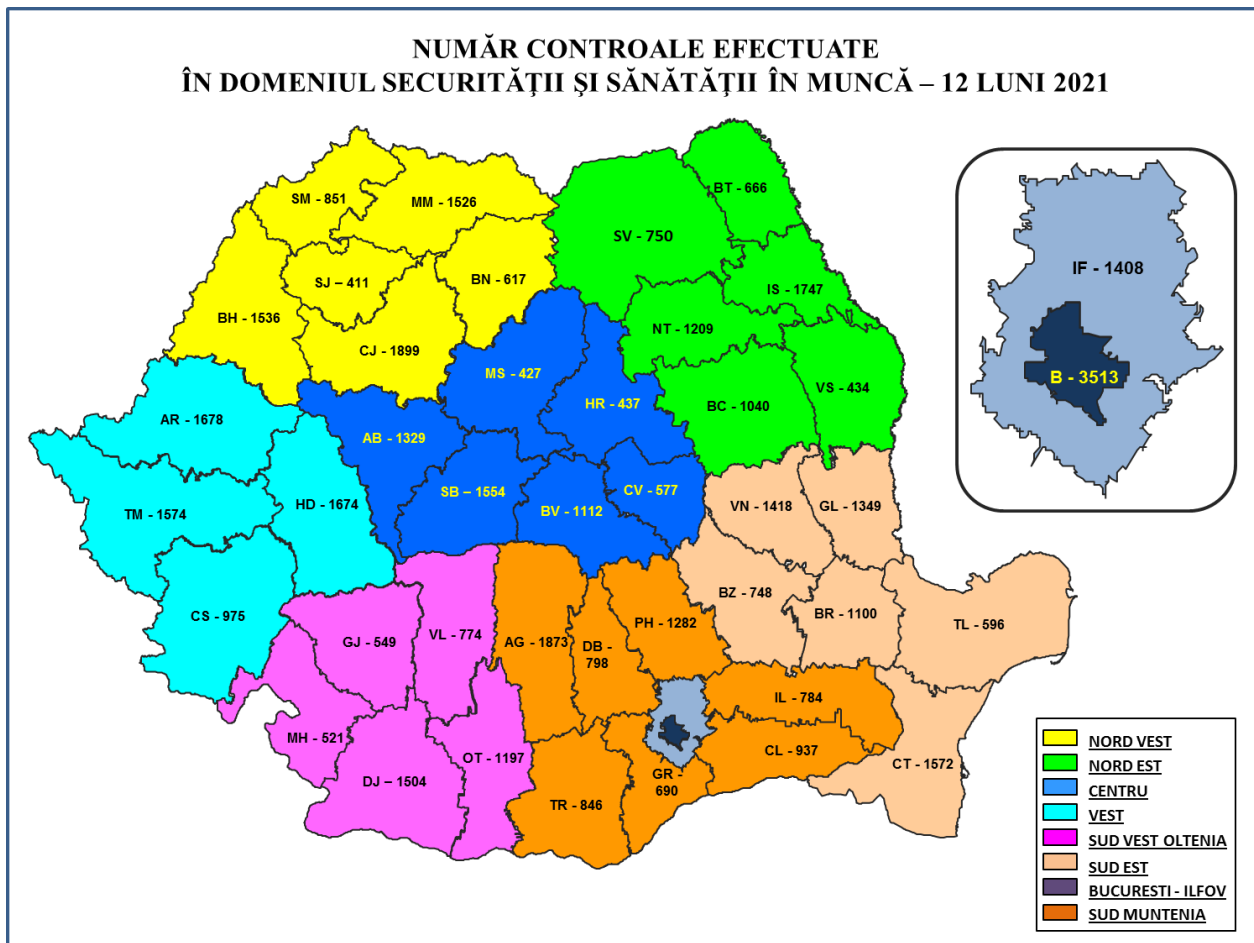 NUMĂR CONTROALE EFECTUATE
ÎN DOMENIUL SECURITĂŢII ŞI SĂNĂTĂŢII ÎN MUNCĂ – 12 LUNI 2021
SM - 851
MM - 1526
BT - 666
SV - 750
IF - 1408
SJ – 411
BN - 617
IS - 1747
BH - 1536
NT - 1209
CJ - 1899
MS - 427
B - 3513
VS - 434
HR - 437
BC - 1040
AR - 1678
AB - 1329
SB – 1554
CV - 577
HD - 1674
BV - 1112
VN - 1418
GL - 1349
TM - 1574
BZ - 748
CS - 975
PH - 1282
BR - 1100
TL - 596
GJ - 549
VL - 774
AG - 1873
DB -
798
IL - 784
MH - 521
OT - 1197
CL - 937
CT - 1572
DJ - 1504
GR -
690
TR - 846
NORD VEST
NORD EST
CENTRU
VEST
SUD VEST OLTENIA
SUD EST
BUCURESTI - ILFOV
SUD MUNTENIA